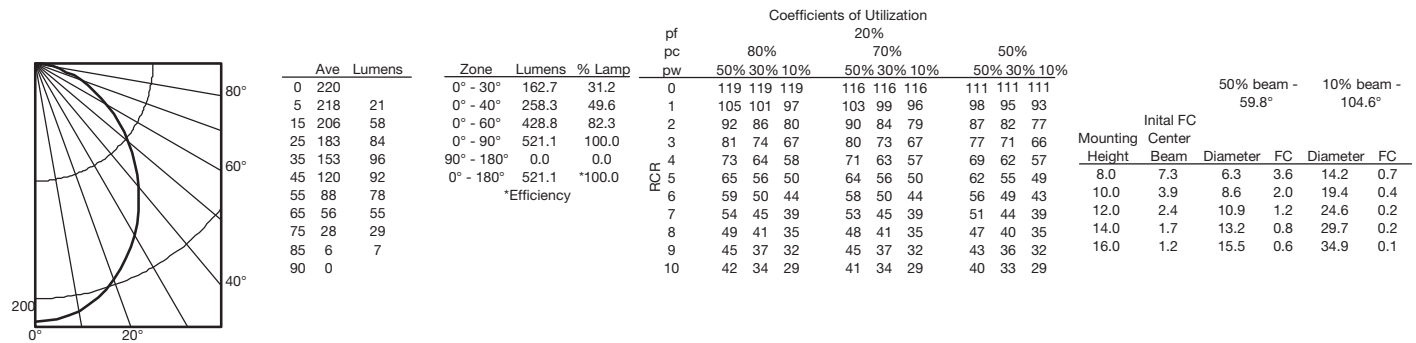 Coefficients of Utilization
pf 20%
pc 80% 70% 50%
pw 50% 30% 10% 50% 30% 10% 50% 30% 10%
0 119 119 119 116 116 116 111 111 111
1 105 101 97 103 99 96 98 95 93
2 92 86 80 90 84 79 87 82 77
3 81 74 67 80 73 67 77 71 66
4 73 64 58 71 63 57 69 62 57
5 65 56 50 64 56 50 62 55 49
6 59 50 44 58 50 44 56 49 43
7 54 45 39 53 45 39 51 44 39
8 49 41 35 48 41 35 47 40 35
9 45 37 32 45 37 32 43 36 32
10 42 34 29 41 34 29 40 33 29
RCR
80°
60°
40°
200
0° 20°
Ave Lumens
0 220
5 218 21
15 206 58
25 183 84
35 153 96
45 120 92
55 88 78
65 56 55
75 28 29
85 6 7
90 0
Zone Lumens % Lamp
0° - 30° 162.7 31.2
0° - 40° 258.3 49.6
0° - 60° 428.8 82.3
0° - 90° 521.1 100.0
90° - 180° 0.0 0.0
0° - 180° 521.1 *100.0
*Efficiency
50% beam - 10% beam -
59.8° 104.6°
Inital FC
Mounting Center
Height Beam Diameter FC Diameter FC
8.0 7.3 6.3 3.6 14.2 0.7
10.0 3.9 8.6 2.0 19.4 0.4
12.0 2.4 10.9 1.2 24.6 0.2
14.0 1.7 13.2 0.8 29.7 0.2
16.0 1.2 15.5 0.6 34.9 0.1